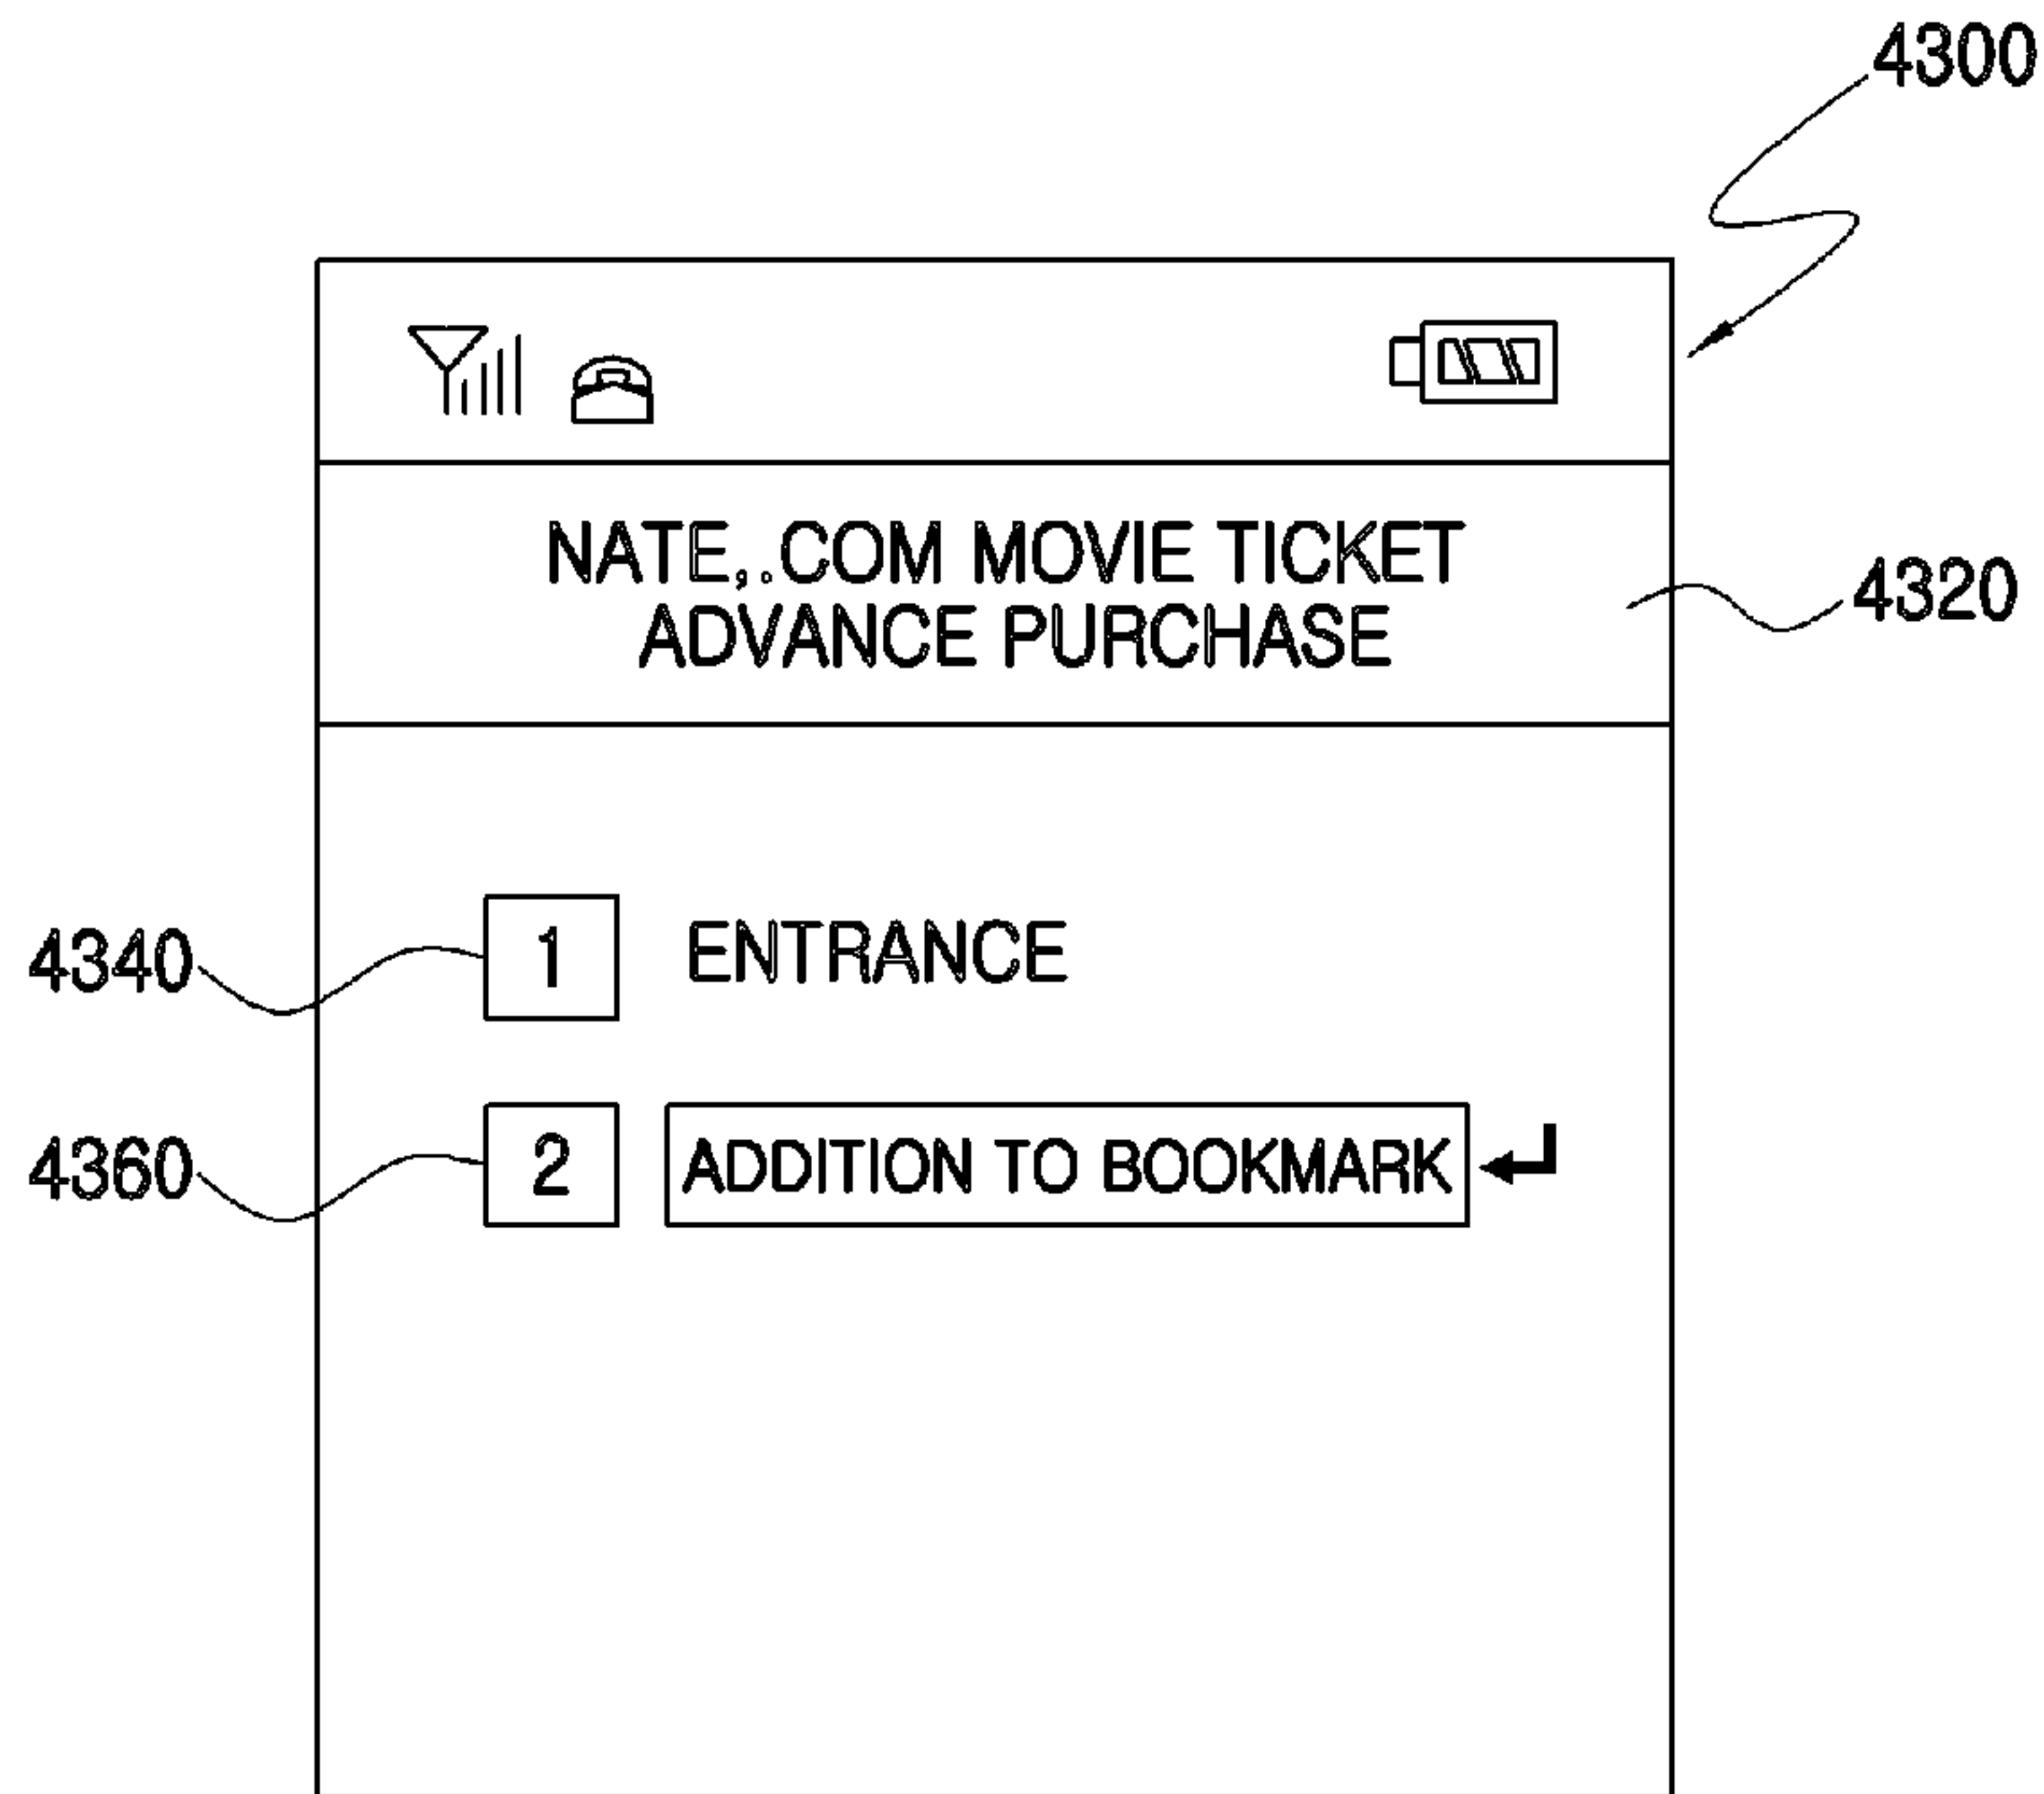 4300
NATE,.COM MOVIE TICKET
ADVANCE PURCHASE
4320
4340
1 ENTRANCE
4360
2 ADDITION TO BOOKMARK